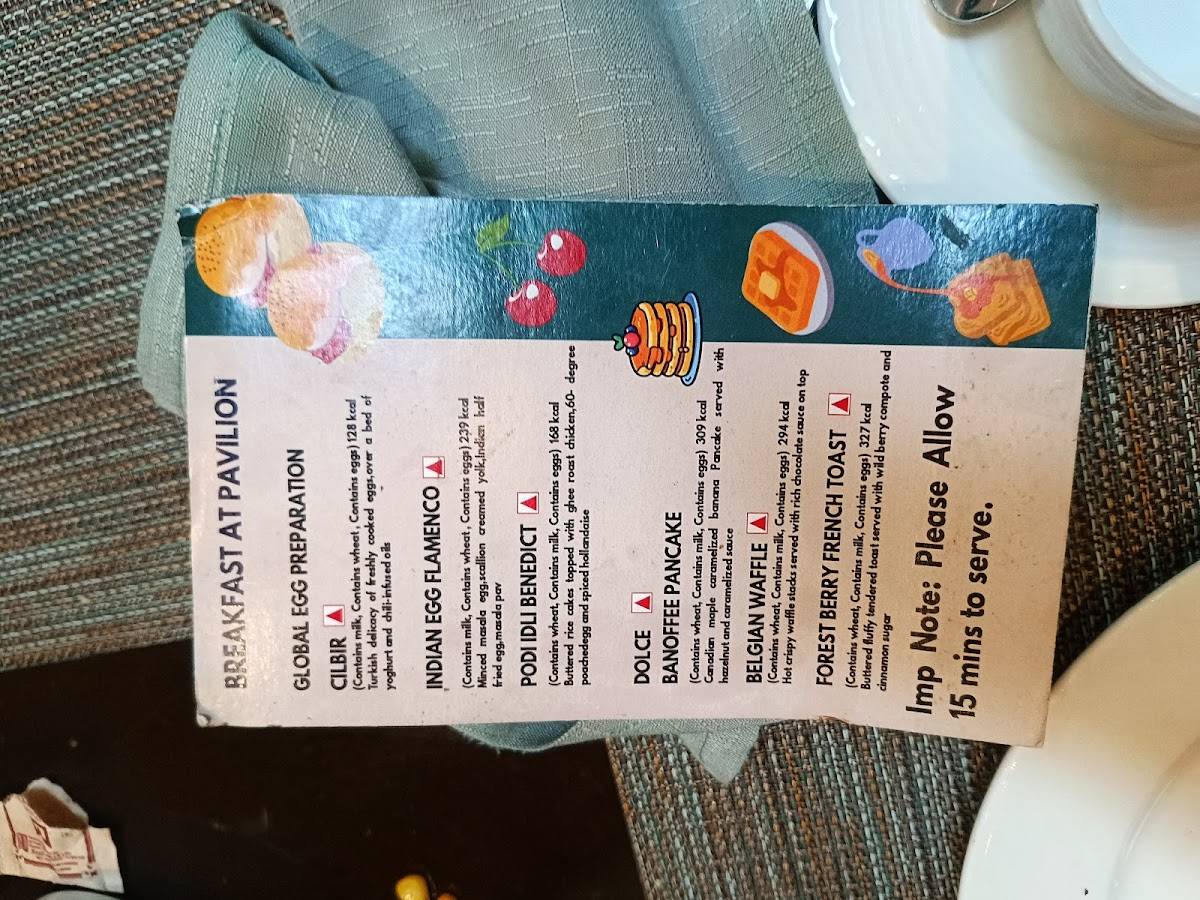 BREAKFAST AT PAVILION
GLOBAL EGG PREPARATION
CILBIR
(Contains milk, Contains wheat, Contains eggs) 128 kcal
Turkish delicacy of freshly cooked eggs,over a bed of
yoghurt and chili-infused oils
INDIAN EGG FLAMENCO
(Contains milk, Contains wheat, Contains eggs) 239 kcal
Minced masala egg,scallion creamed yolk,Indian half
fried egg,masala pav
PODI IDLI BENEDICT
(Contains wheat, Contains milk, Contains eggs) 168 kcal
Buttered rice cakes topped with ghee roast chicken,60- degree
poachedegg and spiced hollandaise
DOLCE
BANOFFEE PANCAKE
(Contains wheat, Contains milk, Contains eggs) 309 kcal
Canadian maple caramelized banana Pancake served with
hazelnut and caramelized sauce
BELGIAN WAFFLE
(Contains wheat, Contains milk, Contains eggs) 294 kcal
Hot crispy waffle stacks served with rich chocolate sauce on top
FOREST BERRY FRENCH TOAST
(Contains wheat, Contains milk, Contains eggs) 327 kcal
Buttered fluffy tendered toast served with wild berry compote and
cinnamon sugar
Imp Note: Please Allow
15 mins to serve.